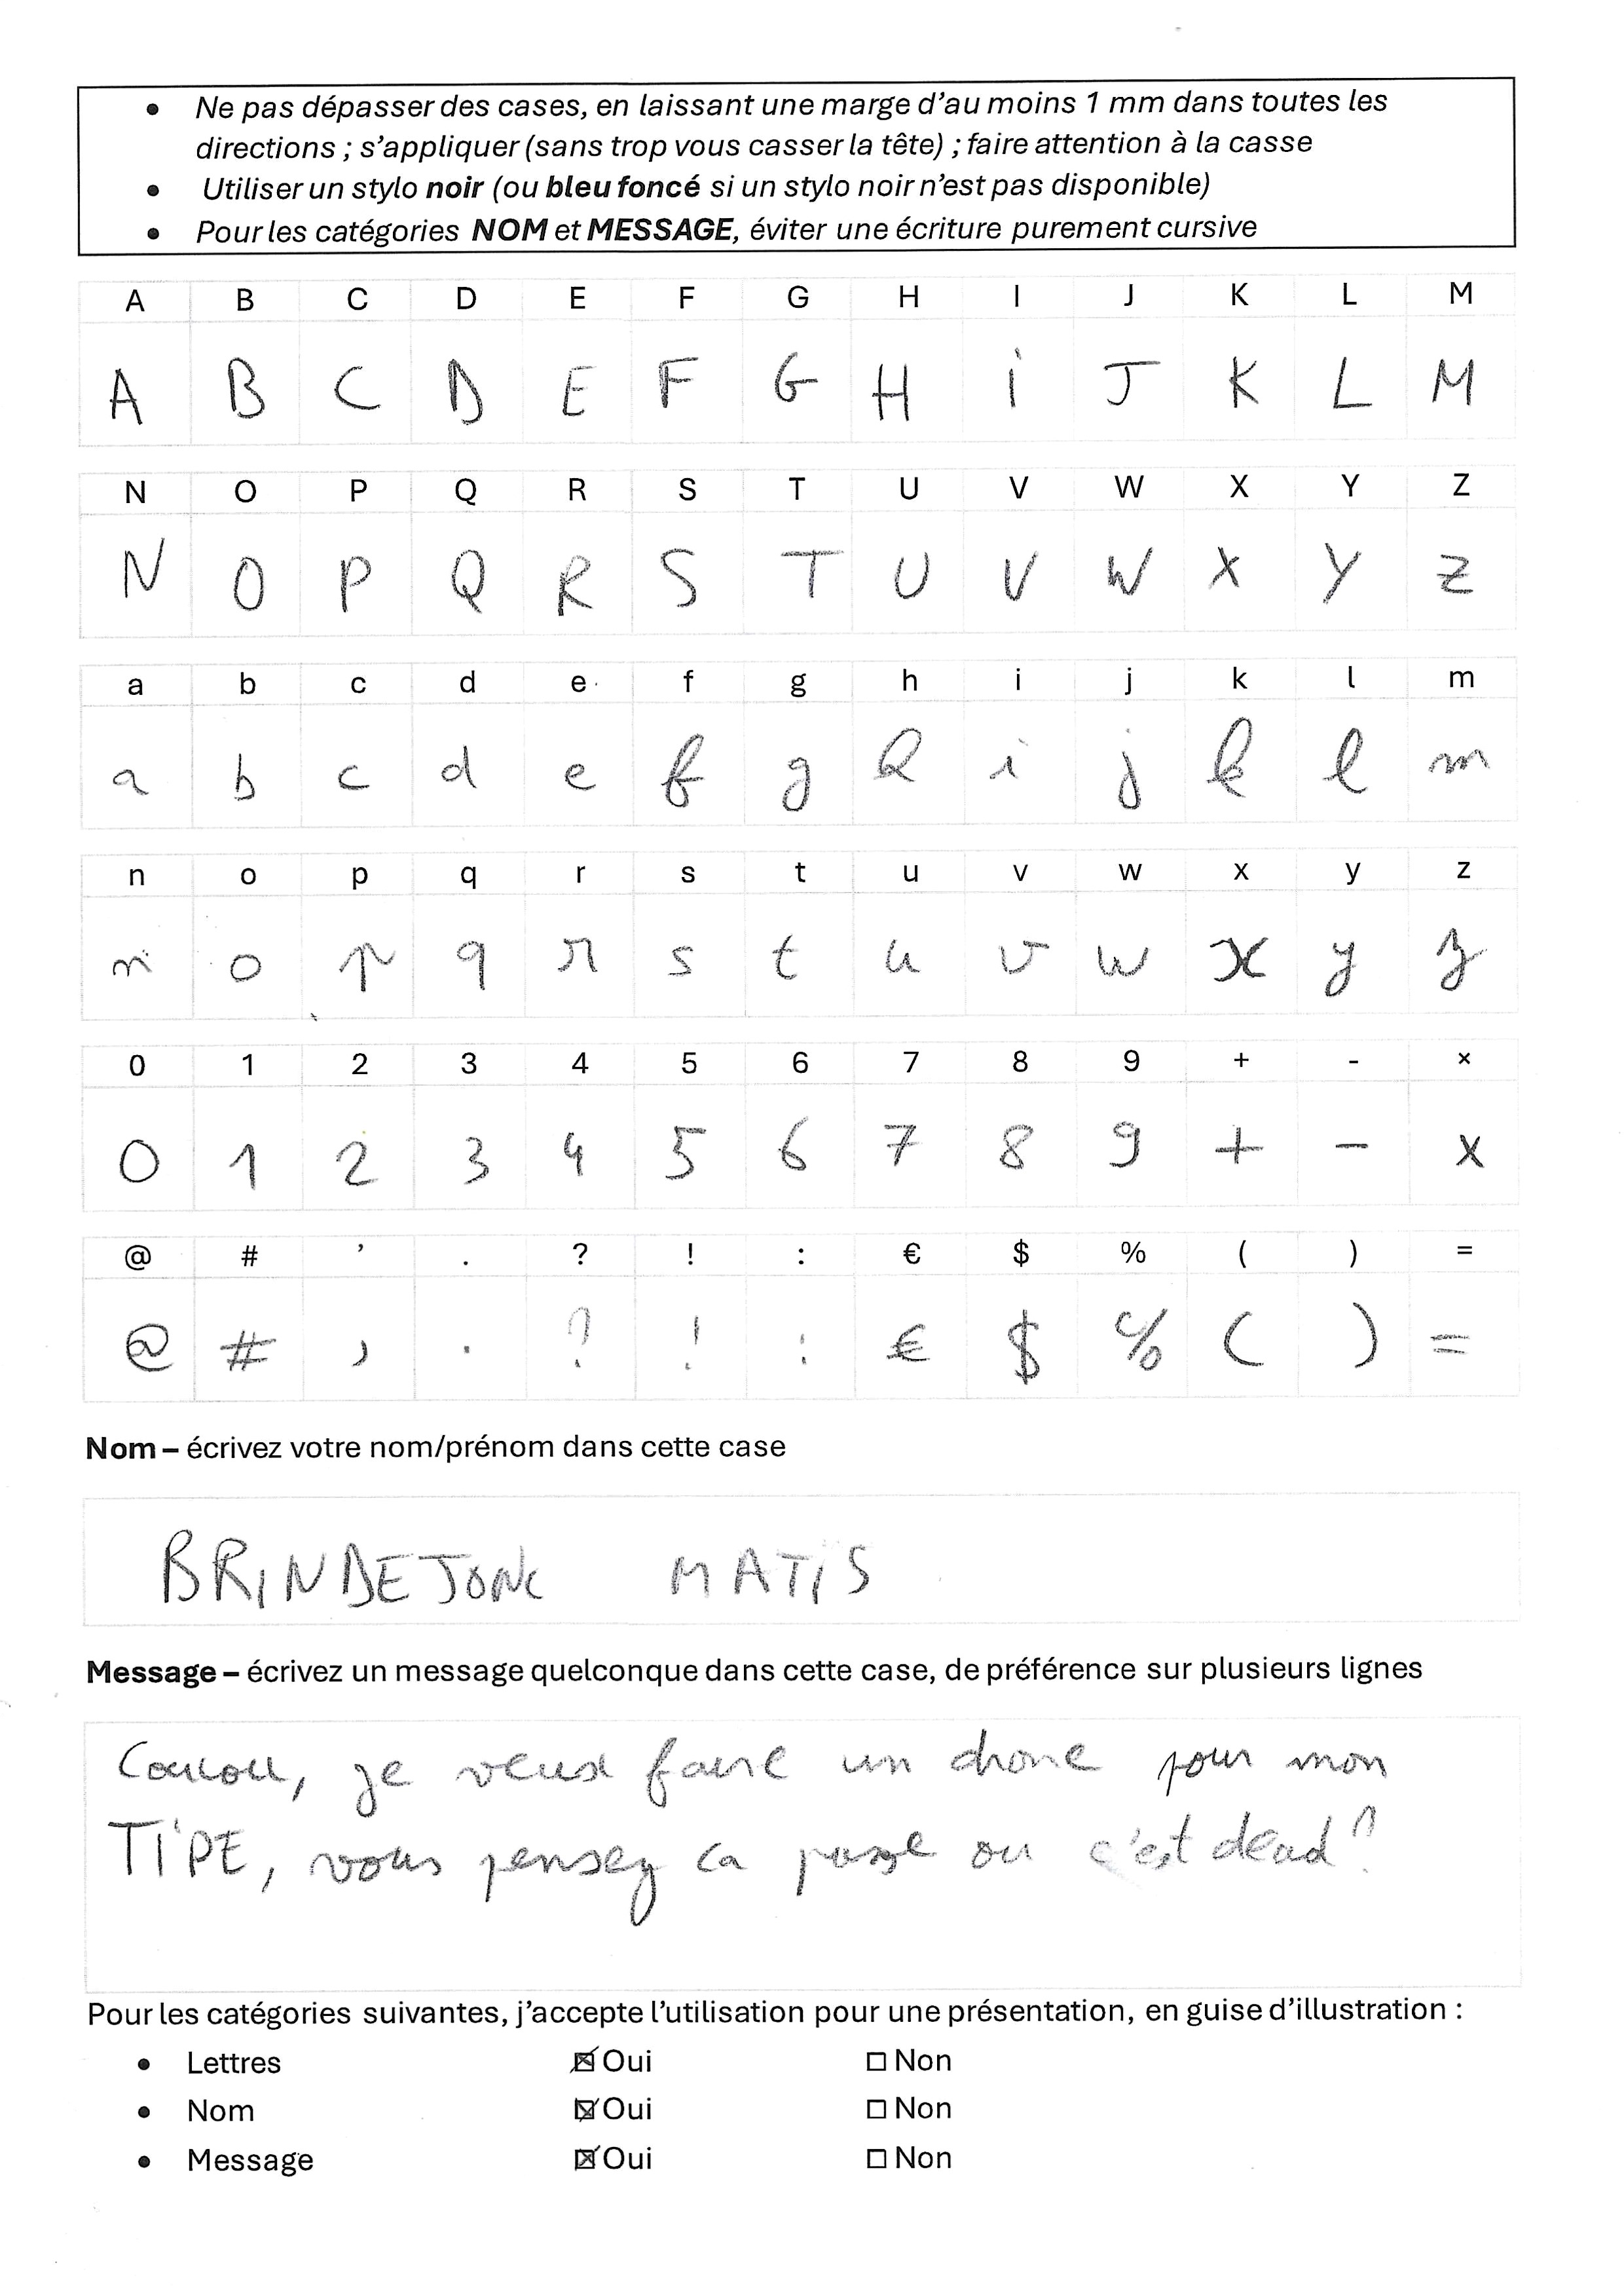 • Ne pas dépasser des cases, en laissant une marge d'au moins 1 mm dans toutes les
directions ; s'appliquer (sans trop vous casser la tête) ; faire attention à la casse
• Utiliser un stylo noir (ou bleu foncé si un stylo noir n'est pas disponible)
• Pour les catégories NOM et MESSAGE, éviter une écriture purement cursive
A B C D E F G H I J K L M
A B C D E F G H i J K L M
N O P Q R S T U V W X Y Z
N O P Q R S T U V W X Y Z
a b c d e f g h i j k l m
a b c d e f g h i j k l m
n o p q r s t u v w x y z
n o p q r s t u v w x y z
0 1 2 3 4 5 6 7 8 9 + - ×
0 1 2 3 4 5 6 7 8 9 + - ×
@ # ’ . ? ! : € $ % ( ) =
@ # , . ? ! : € $ % ( ) =
Nom – écrivez votre nom/prénom dans cette case
BRiNDEJONC MATiS
Message – écrivez un message quelconque dans cette case, de préférence sur plusieurs lignes
Coucou, je veux faire un drone pour mon
TiPE, vous pensez ca passe ou c'est dead ?
Pour les catégories suivantes, j'accepte l'utilisation pour une présentation, en guise d'illustration :
• Lettres ☒ Oui ☐ Non
• Nom ☒ Oui ☐ Non
• Message ☒ Oui ☐ Non